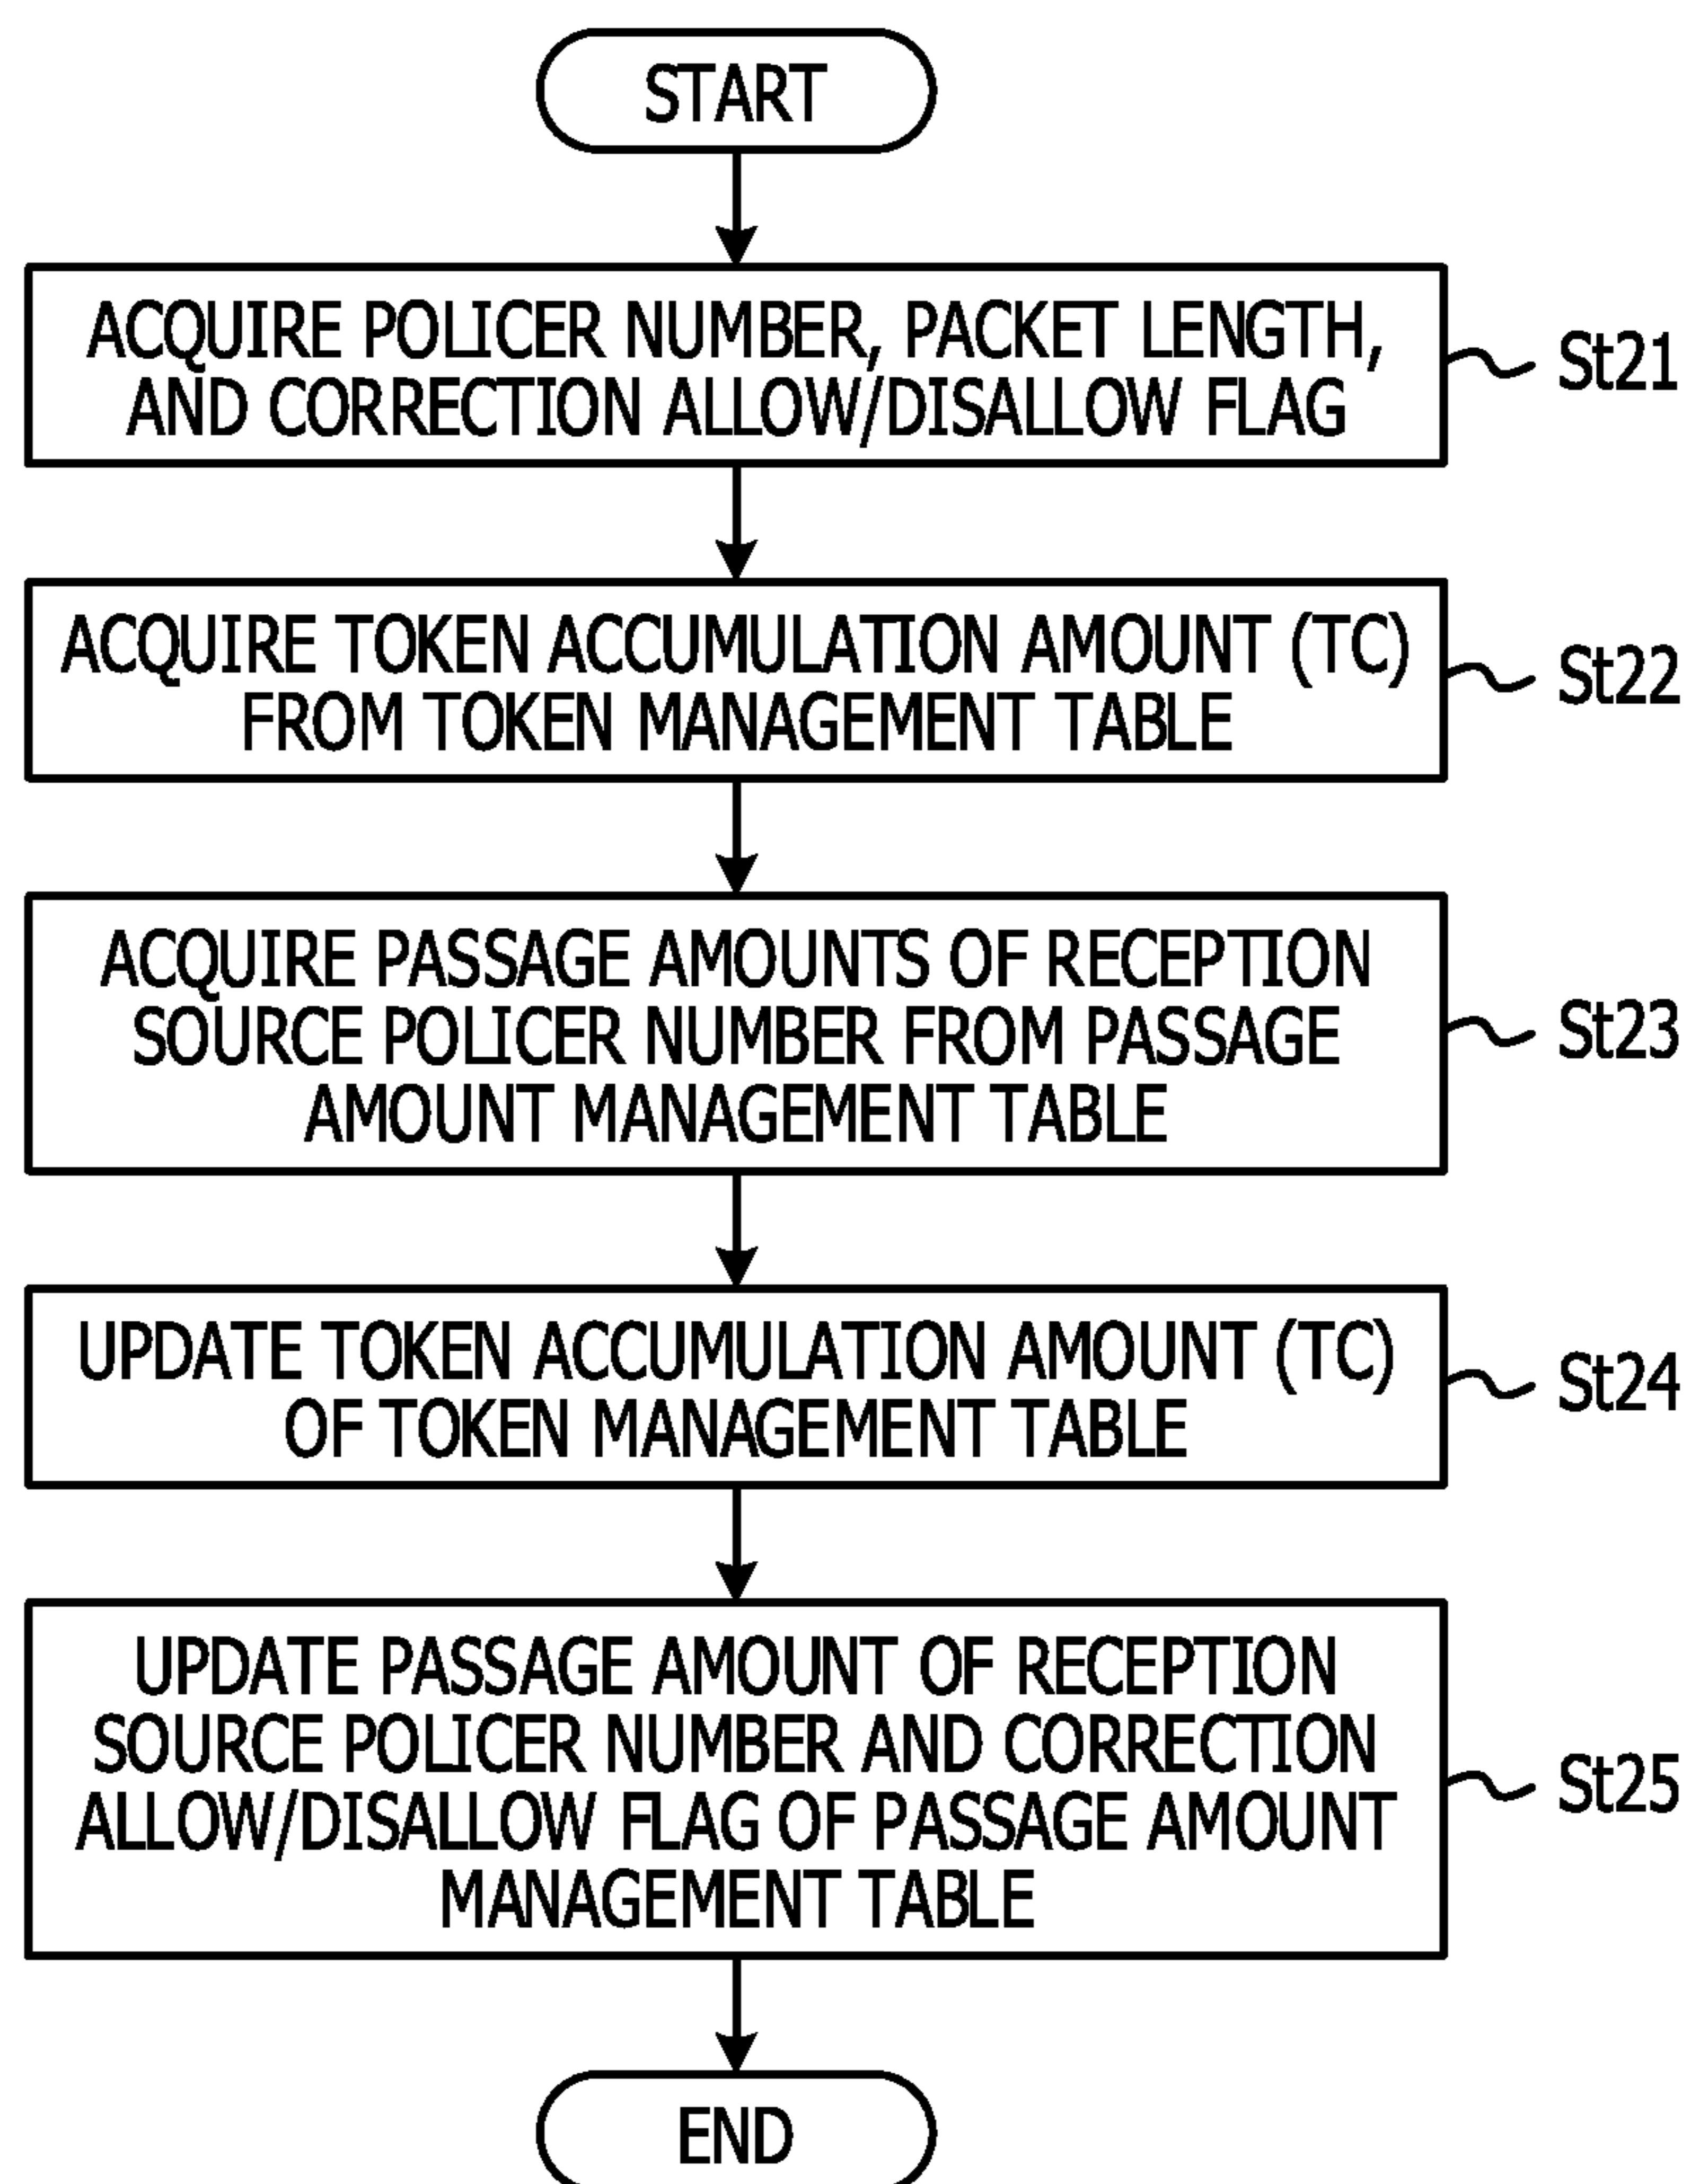 START
ACQUIRE POLICER NUMBER, PACKET LENGTH,
AND CORRECTION ALLOW/DISALLOW FLAG
St21
ACQUIRE TOKEN ACCUMULATION AMOUNT (TC)
FROM TOKEN MANAGEMENT TABLE
St22
ACQUIRE PASSAGE AMOUNTS OF RECEPTION
SOURCE POLICER NUMBER FROM PASSAGE
AMOUNT MANAGEMENT TABLE
St23
UPDATE TOKEN ACCUMULATION AMOUNT (TC)
OF TOKEN MANAGEMENT TABLE
St24
UPDATE PASSAGE AMOUNT OF RECEPTION
SOURCE POLICER NUMBER AND CORRECTION
ALLOW/DISALLOW FLAG OF PASSAGE AMOUNT
MANAGEMENT TABLE
St25
END